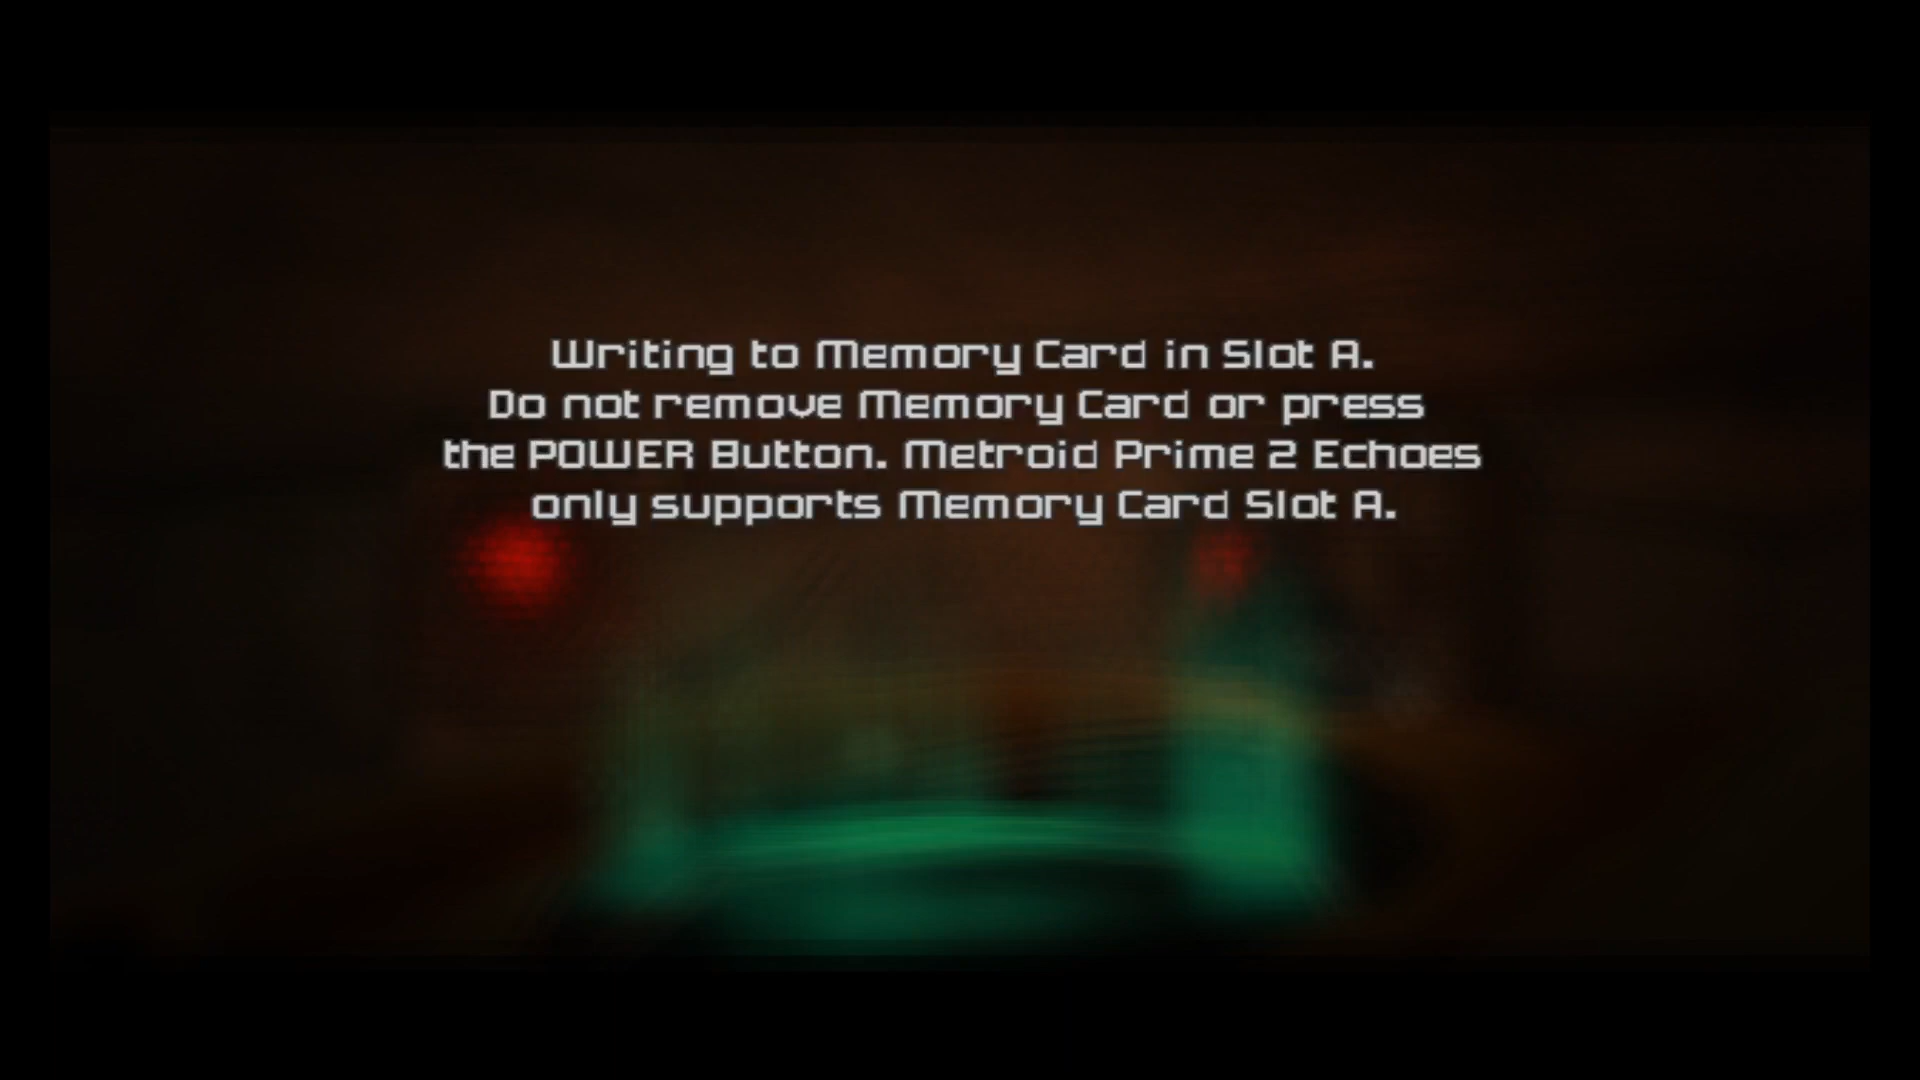 Writing to Memory Card in Slot A.
Do not remove Memory Card or press
the POWER Button. Metroid Prime 2 Echoes
only supports Memory Card Slot A.